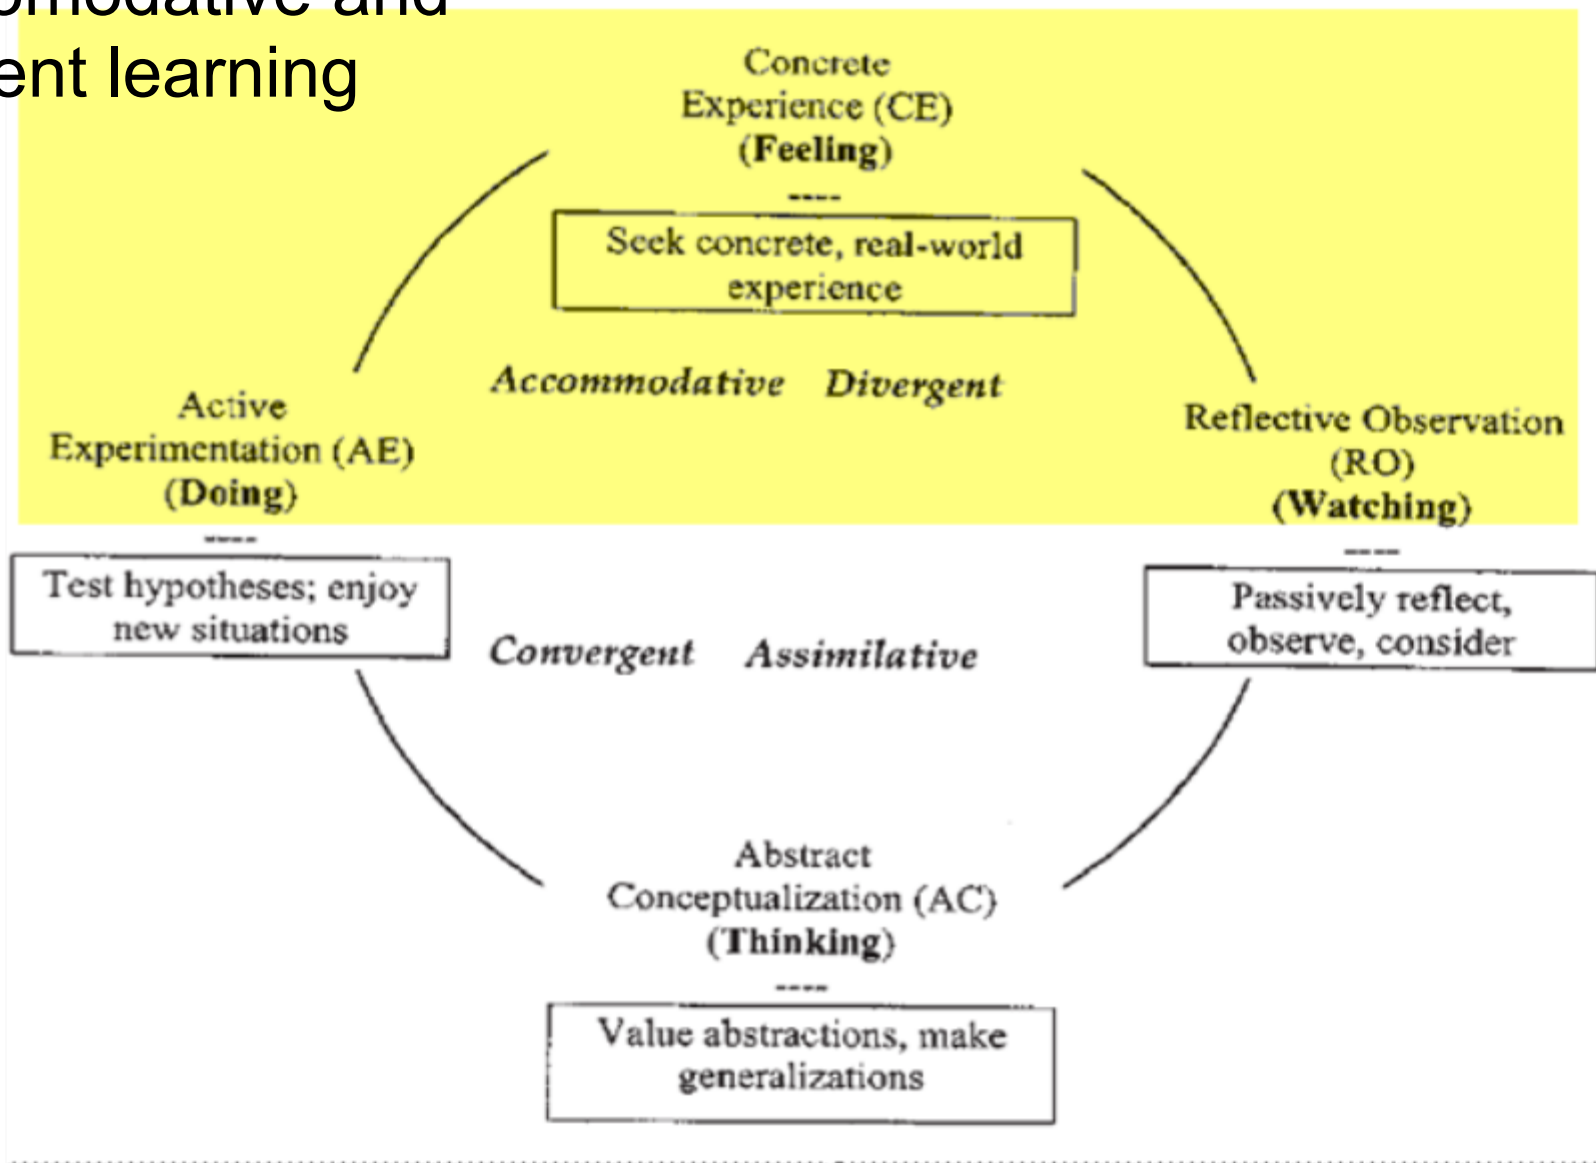 omodative and
ent learning
Concrete
Experience (CE)
(Feeling)
----
Seek concrete, real-world
experience
Accommodative Divergent
Active
Experimentation (AE)
(Doing)
----
Test hypotheses; enjoy
new situations
Reflective Observation
(RO)
(Watching)
----
Passively reflect,
observe, consider
Convergent Assimilative
Abstract
Conceptualization (AC)
(Thinking)
----
Value abstractions, make
generalizations